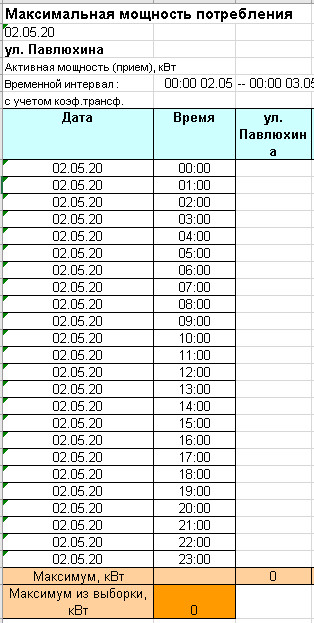 Максимальная мощность потребления
02.05.20
ул. Павлюхина
Активная мощность (прием), кВт
Временной интервал : 00:00 02.05 -- 00:00 03.05
с учетом коэф.трансф.
Дата Время ул. Павлюхин а
02.05.20 00:00
02.05.20 01:00
02.05.20 02:00
02.05.20 03:00
02.05.20 04:00
02.05.20 05:00
02.05.20 06:00
02.05.20 07:00
02.05.20 08:00
02.05.20 09:00
02.05.20 10:00
02.05.20 11:00
02.05.20 12:00
02.05.20 13:00
02.05.20 14:00
02.05.20 15:00
02.05.20 16:00
02.05.20 17:00
02.05.20 18:00
02.05.20 19:00
02.05.20 20:00
02.05.20 21:00
02.05.20 22:00
02.05.20 23:00
Максимум, кВт 0
Максимум из выборки,
кВт 0